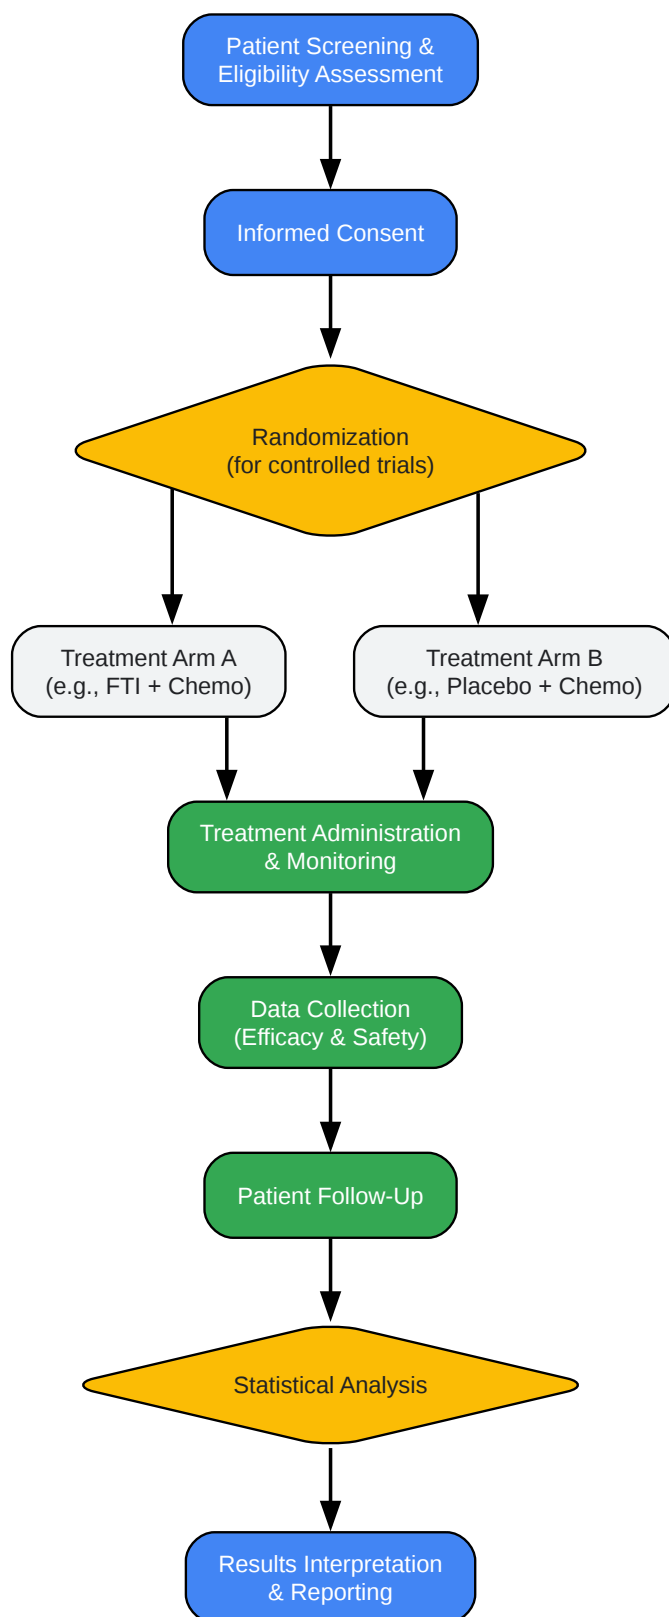 Patient Screening &
Eligibility Assessment
Informed Consent
Randomization
(for controlled trials)
Treatment Arm A
(e.g., FTI + Chemo)
Treatment Arm B
(e.g., Placebo + Chemo)
Treatment Administration
& Monitoring
Data Collection
(Efficacy & Safety)
Patient Follow-Up
Statistical Analysis
Results Interpretation
& Reporting